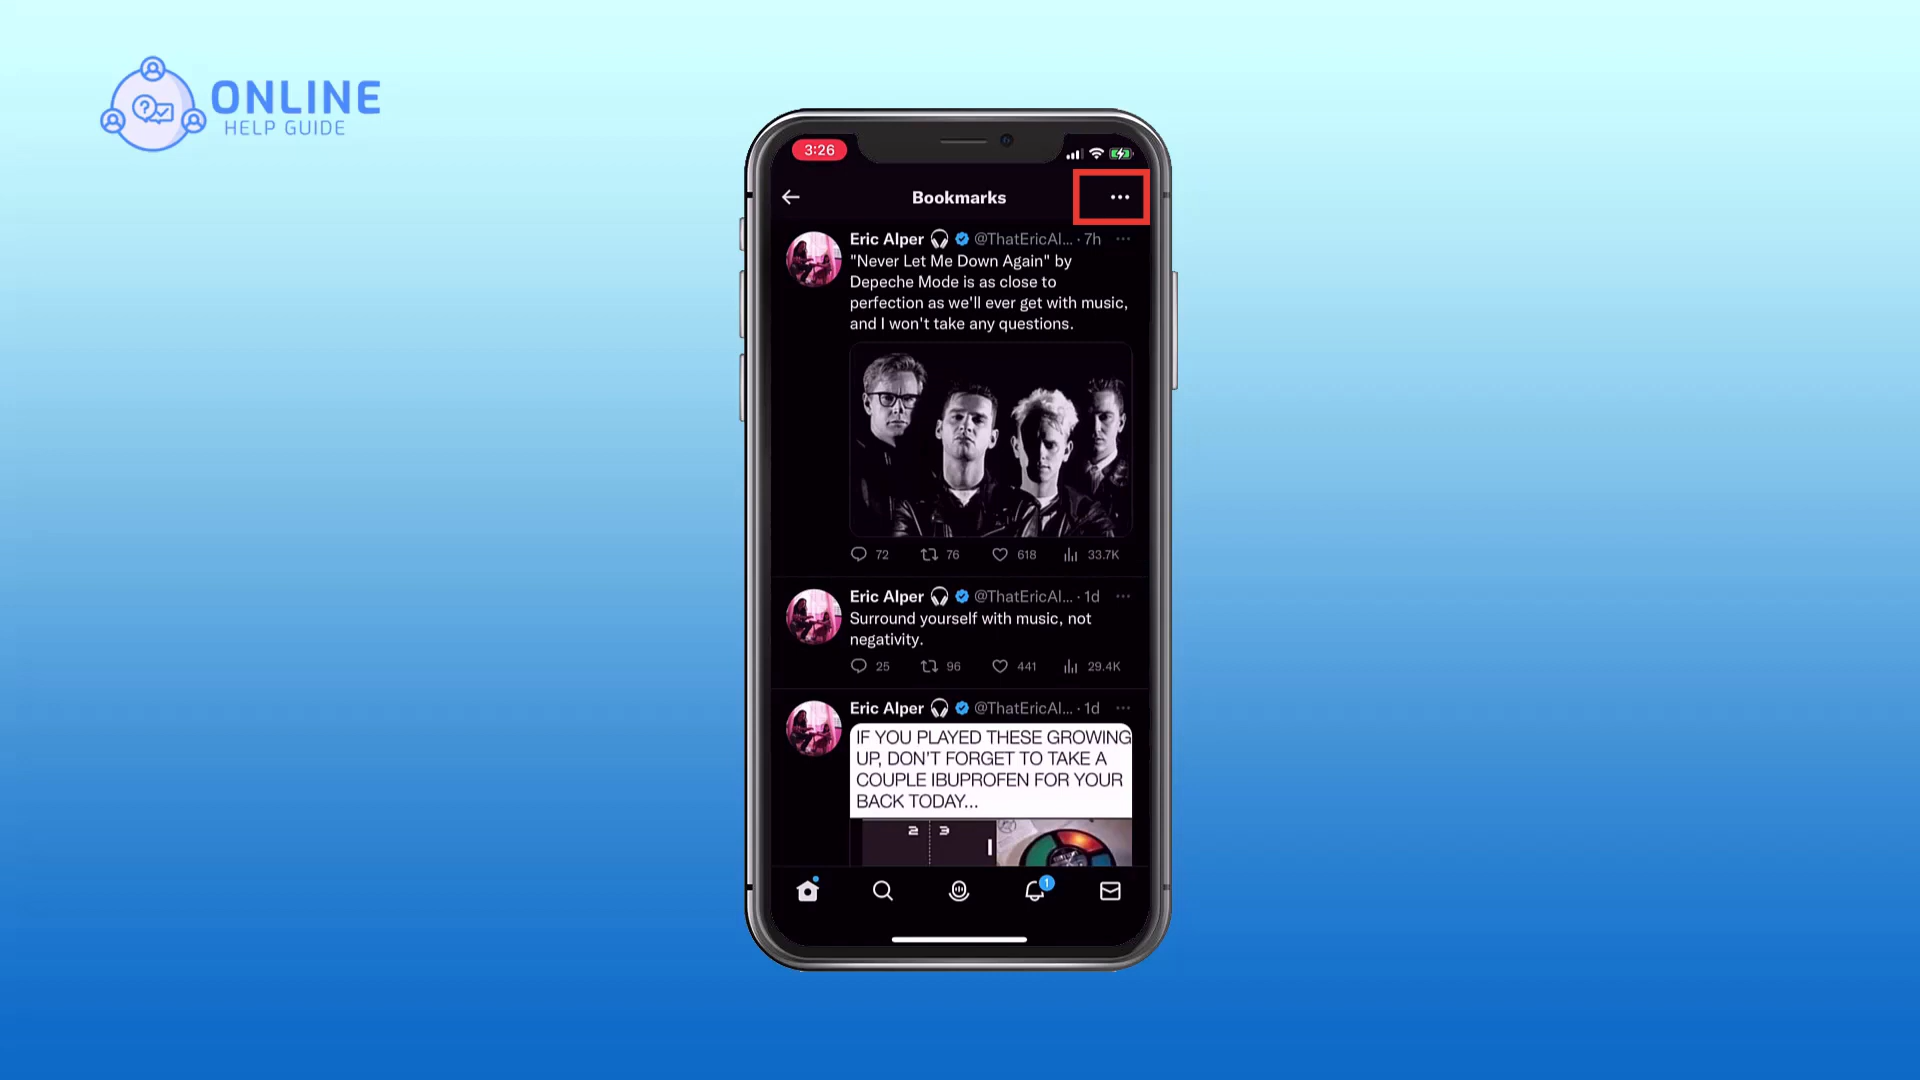 ONLINE
HELP GUIDE
3:26
Bookmarks
Eric Alper @ThatEricAl... · 7h
"Never Let Me Down Again" by
Depeche Mode is as close to
perfection as we'll ever get with music,
and I won't take any questions.
72 76 618 33.7K
Eric Alper @ThatEricAl... · 1d
Surround yourself with music, not
negativity.
25 96 441 29.4K
Eric Alper @ThatEricAl... · 1d
IF YOU PLAYED THESE GROWING
UP, DON'T FORGET TO TAKE A
COUPLE IBUPROFEN FOR YOUR
BACK TODAY...
2 3
1